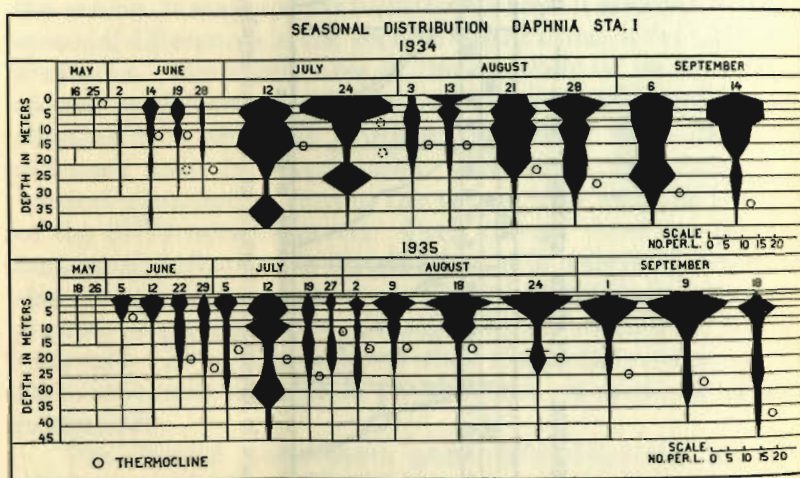 SEASONAL DISTRIBUTION DAPHNIA STA. I
1934
MAY JUNE JULY AUGUST SEPTEMBER
16 25 2 14 19 28 12 24 3 13 21 28 6 14
DEPTH IN METERS
0
5
10
15
20
25
30
35
40
SCALE
NO. PER. L. 0 5 10 15 20
1935
MAY JUNE JULY AUGUST SEPTEMBER
18 26 5 12 22 29 5 12 19 27 2 9 18 24 1 9 18
DEPTH IN METERS
0
5
10
15
20
25
30
35
40
45
SCALE
NO. PER. L. 0 5 10 15 20
O THERMOCLINE